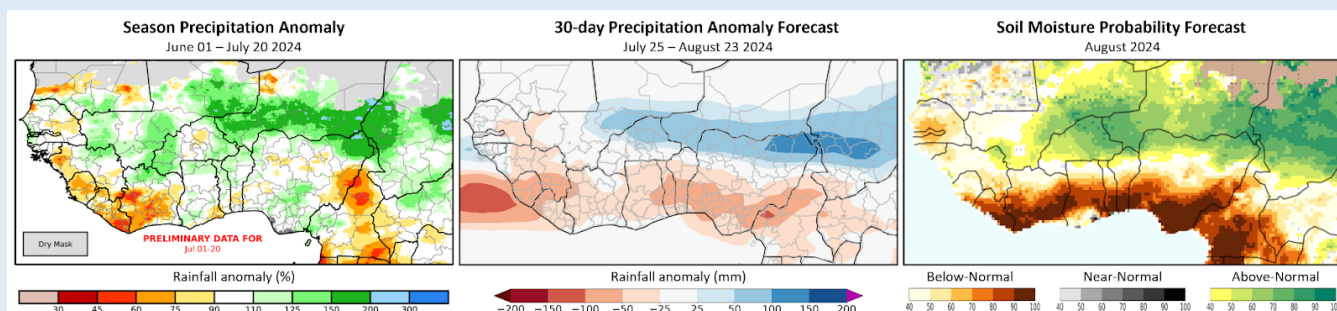 Season Precipitation Anomaly
June 01 – July 20 2024
Dry Mask
PRELIMINARY DATA FOR
Jul 01-20
Rainfall anomaly (%)
30 45 60 75 90 110 125 150 200 300
30-day Precipitation Anomaly Forecast
July 25 – August 23 2024
Rainfall anomaly (mm)
−200 −150 −100 −50 −25 25 50 100 150 200
Soil Moisture Probability Forecast
August 2024
Below-Normal Near-Normal Above-Normal
40 50 60 70 80 90 100 40 50 60 70 80 90 100 40 50 60 70 80 90 100